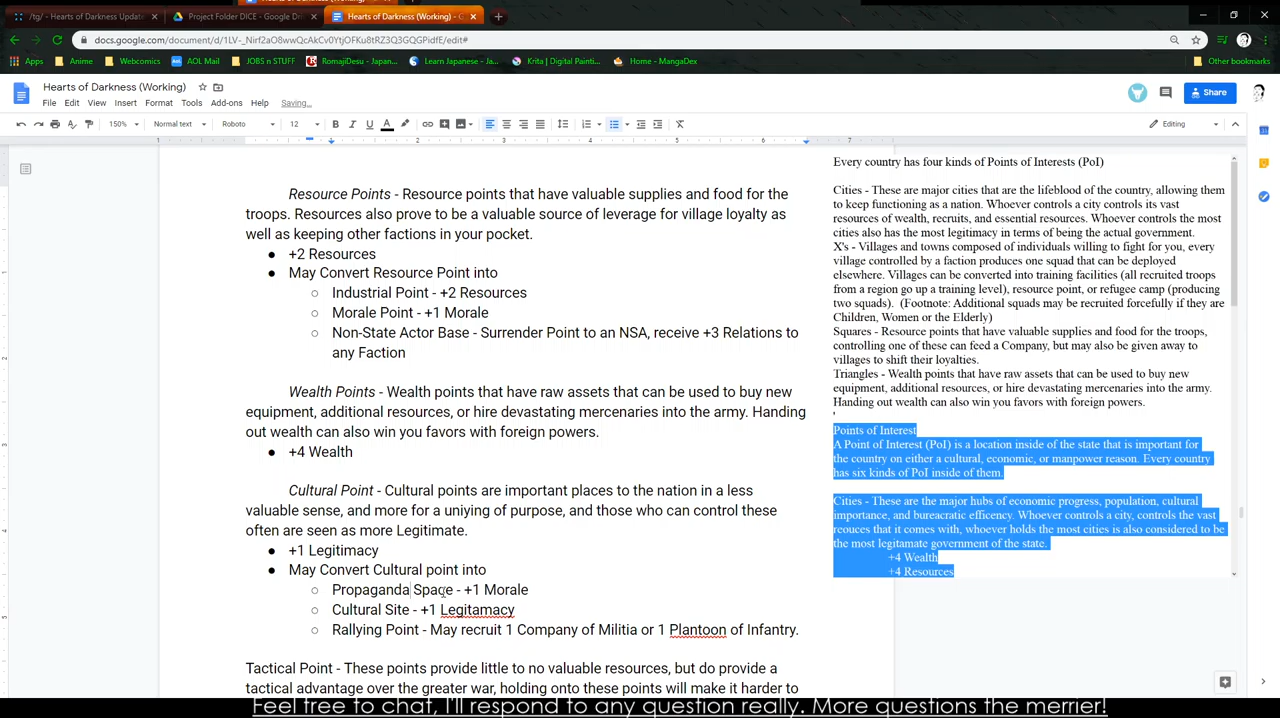 /tg/ - Hearts of Darkness Updat
Project Folder DICE - Google Dri
Hearts of Darkness (Working) - G
docs.google.com/document/d/1LV-_Nirf2aO8wwQcAkCv0YtjOFKu8tRZ3Q3GQGPidfE/edit#
Apps Anime Webcomics AOL Mail JOBS n STUFF RomajiDesu - Japan... Learn Japanese - Ja... Krita | Digital Painti... Home - MangaDex Other bookmarks
Hearts of Darkness (Working)
File Edit View Insert Format Tools Add-ons Help Saving...
Share
150% Normal text Roboto 12 Editing
1 1 2 3 4 5 6 7
Resource Points - Resource points that have valuable supplies and food for the
troops. Resources also prove to be a valuable source of leverage for village loyalty as
well as keeping other factions in your pocket.
● +2 Resources
● May Convert Resource Point into
○ Industrial Point - +2 Resources
○ Morale Point - +1 Morale
○ Non-State Actor Base - Surrender Point to an NSA, receive +3 Relations to
any Faction
Wealth Points - Wealth points that have raw assets that can be used to buy new
equipment, additional resources, or hire devastating mercenaries into the army. Handing
out wealth can also win you favors with foreign powers.
● +4 Wealth
Cultural Point - Cultural points are important places to the nation in a less
valuable sense, and more for a uniying of purpose, and those who can control these
often are seen as more Legitimate.
● +1 Legitimacy
● May Convert Cultural point into
○ Propaganda Space - +1 Morale
○ Cultural Site - +1 Legitamacy
○ Rallying Point - May recruit 1 Company of Militia or 1 Plantoon of Infantry.
Tactical Point - These points provide little to no valuable resources, but do provide a
tactical advantage over the greater war, holding onto these points will make it harder to
Every country has four kinds of Points of Interests (PoI)
Cities - These are major cities that are the lifeblood of the country, allowing them
to keep functioning as a nation. Whoever controls a city controls its vast
resources of wealth, recruits, and essential resources. Whoever controls the most
cities also has the most legitimacy in terms of being the actual government.
X's - Villages and towns composed of individuals willing to fight for you, every
village controlled by a faction produces one squad that can be deployed
elsewhere. Villages can be converted into training facilities (all recruited troops
from a region go up a training level), resource point, or refugee camp (producing
two squads). (Footnote: Additional squads may be recruited forcefully if they are
Children, Women or the Elderly)
Squares - Resource points that have valuable supplies and food for the troops,
controlling one of these can feed a Company, but may also be given away to
villages to shift their loyalties.
Triangles - Wealth points that have raw assets that can be used to buy new
equipment, additional resources, or hire devastating mercenaries into the army.
Handing out wealth can also win you favors with foreign powers.
'
Points of Interest
A Point of Interest (PoI) is a location inside of the state that is important for
the country on either a cultural, economic, or manpower reason. Every country
has six kinds of PoI inside of them.
Cities - These are the major hubs of economic progress, population, cultural
importance, and bureacratic efficency. Whoever controls a city, controls the vast
reouces that it comes with, whoever holds the most cities is also considered to be
the most legitamate government of the state.
+4 Wealth
+4 Resources
Feel free to chat, I'll respond to any question really. More questions the merrier!